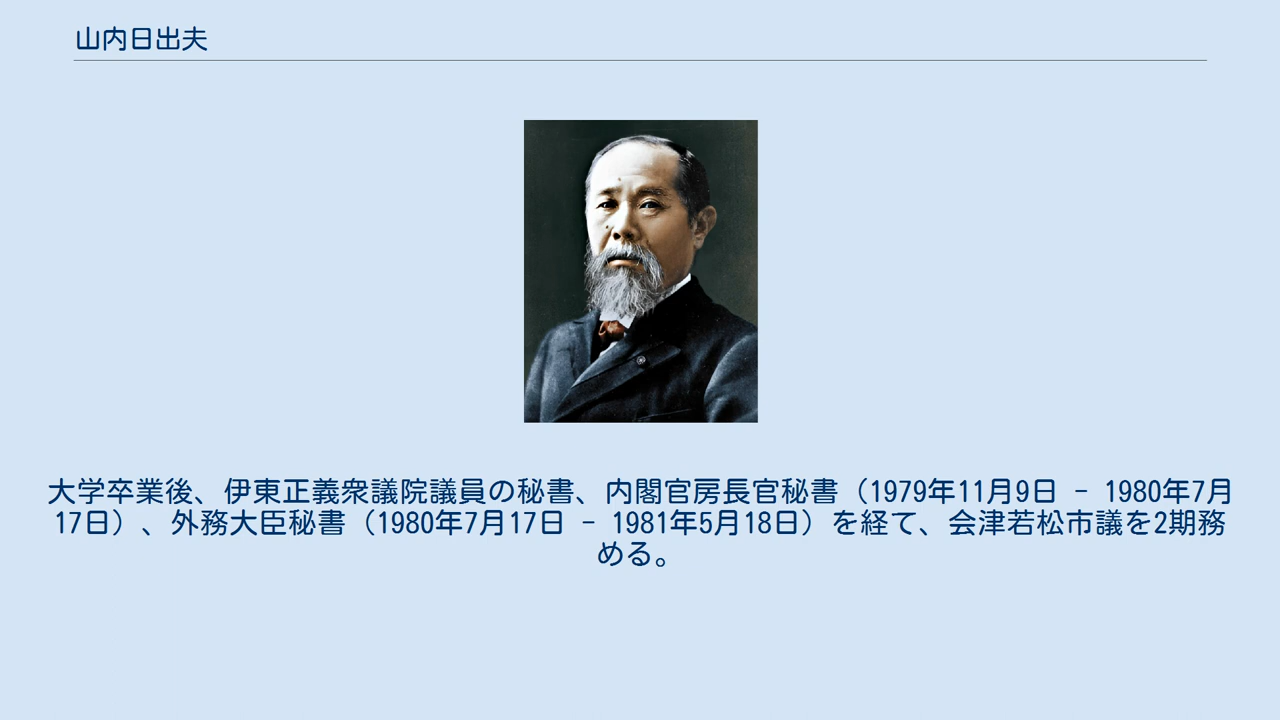 山内日出夫
大学卒業後、伊東正義衆議院議員の秘書、内閣官房長官秘書（1979年11月9日 - 1980年7月
17日）、外務大臣秘書（1980年7月17日 - 1981年5月18日）を経て、会津若松市議を2期務
める。